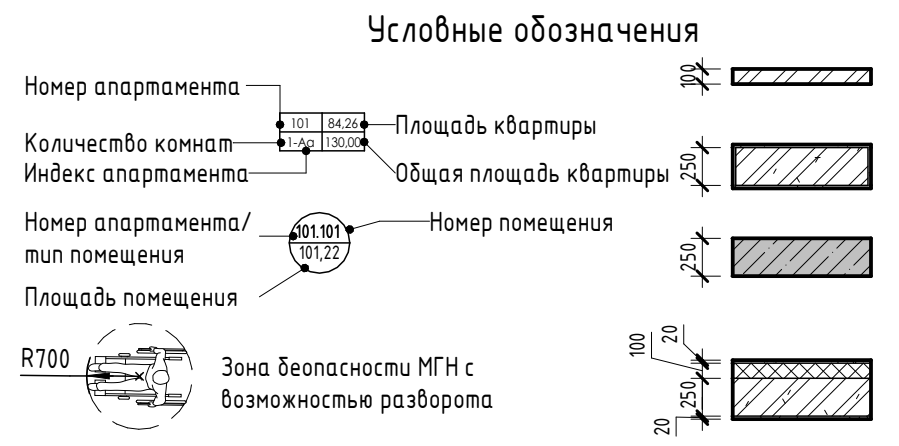 Условные обозначения
Номер апартамента
101 84,26
Площадь квартиры
Количество комнат
1-Аа 130,00
Индекс апартамента
Общая площадь квартиры
Номер апартамента/
тип помещения
101.101
101,22
Номер помещения
Площадь помещения
R700
Зона беопасности МГН с
возможностью разворота
100
250
250
20
100
250
20